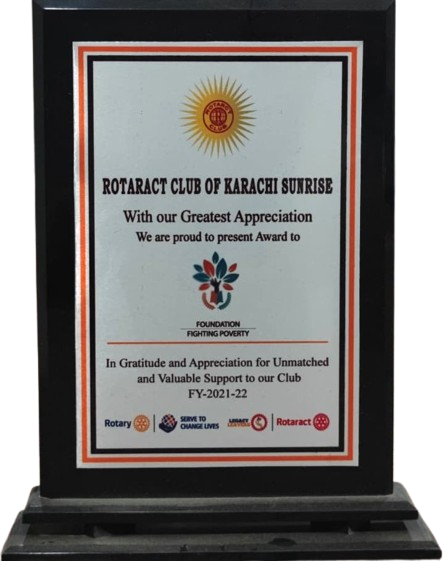 ROTARY
CLUB
ROTARACT CLUB OF KARACHI SUNRISE
With our Greatest Appreciation
We are proud to present Award to
FOUNDATION
FIGHTING POVERTY
In Gratitude and Appreciation for Unmatched
and Valuable Support to our Club
FY-2021-22
Rotary
SERVE TO
CHANGE LIVES
LEGACY
Rotaract